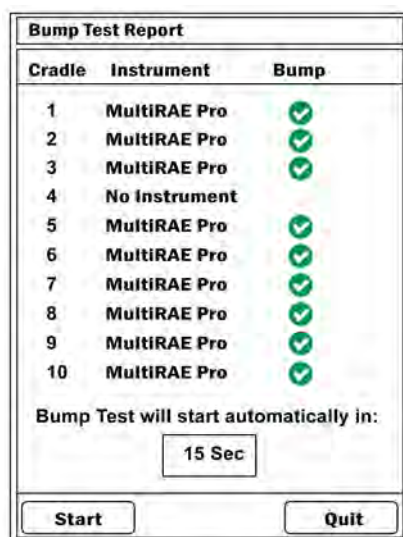 Bump Test Report
Cradle Instrument Bump
1 MultiRAE Pro
2 MultiRAE Pro
3 MultiRAE Pro
4 No Instrument
5 MultiRAE Pro
6 MultiRAE Pro
7 MultiRAE Pro
8 MultiRAE Pro
9 MultiRAE Pro
10 MultiRAE Pro
Bump Test will start automatically in:
15 Sec
Start Quit